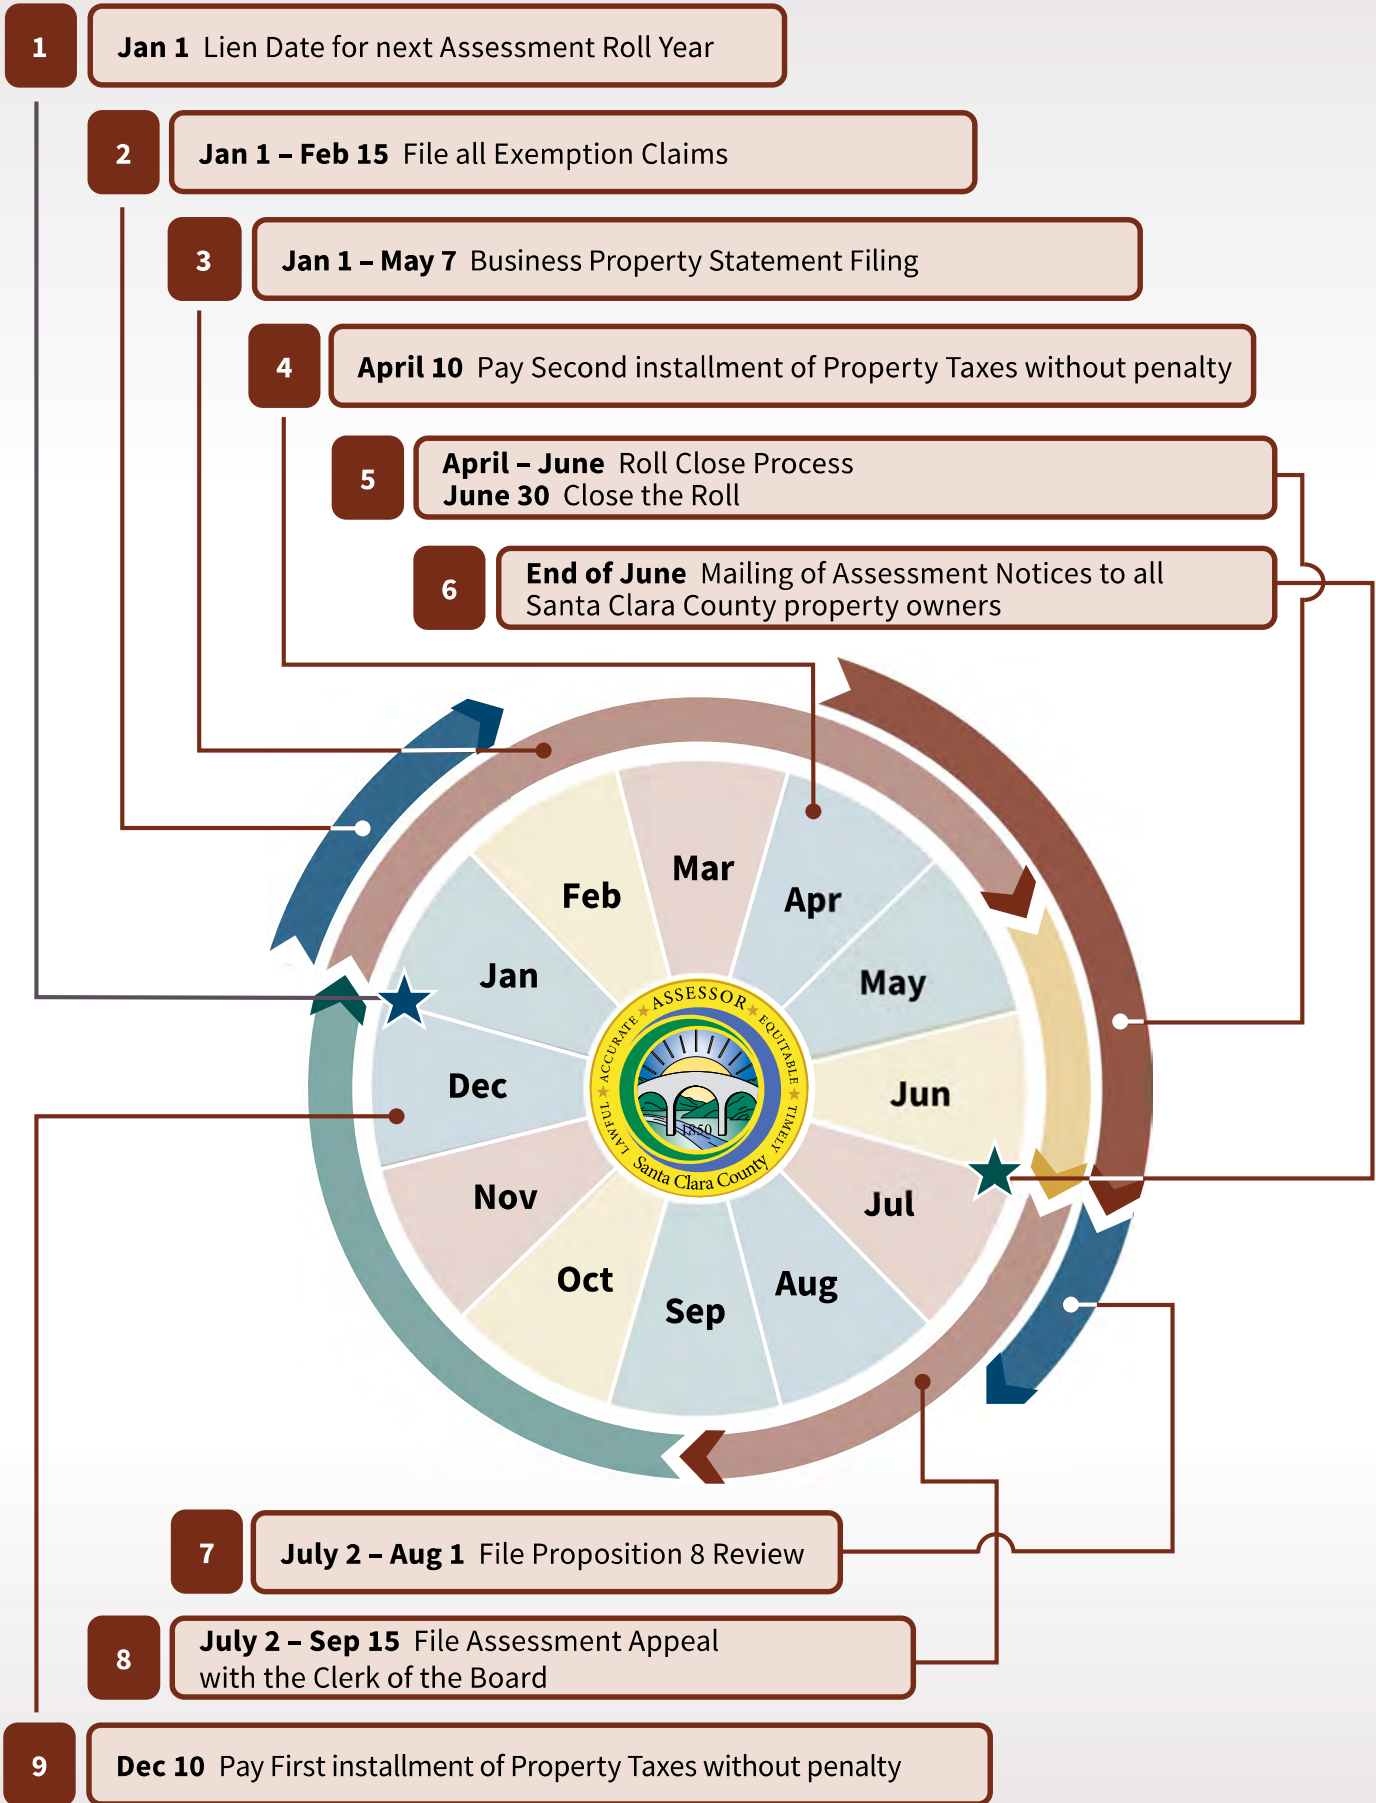 1
Jan 1 Lien Date for next Assessment Roll Year
2
Jan 1 – Feb 15 File all Exemption Claims
3
Jan 1 – May 7 Business Property Statement Filing
4
April 10 Pay Second installment of Property Taxes without penalty
5
April – June Roll Close Process
June 30 Close the Roll
6
End of June Mailing of Assessment Notices to all
Santa Clara County property owners
Jan
Feb
Mar
Apr
May
Jun
Jul
Aug
Sep
Oct
Nov
Dec
LAWFUL ★ ACCURATE ★ ASSESSOR ★ EQUITABLE ★ TIMELY
1850
Santa Clara County
7
July 2 – Aug 1 File Proposition 8 Review
8
July 2 – Sep 15 File Assessment Appeal
with the Clerk of the Board
9
Dec 10 Pay First installment of Property Taxes without penalty